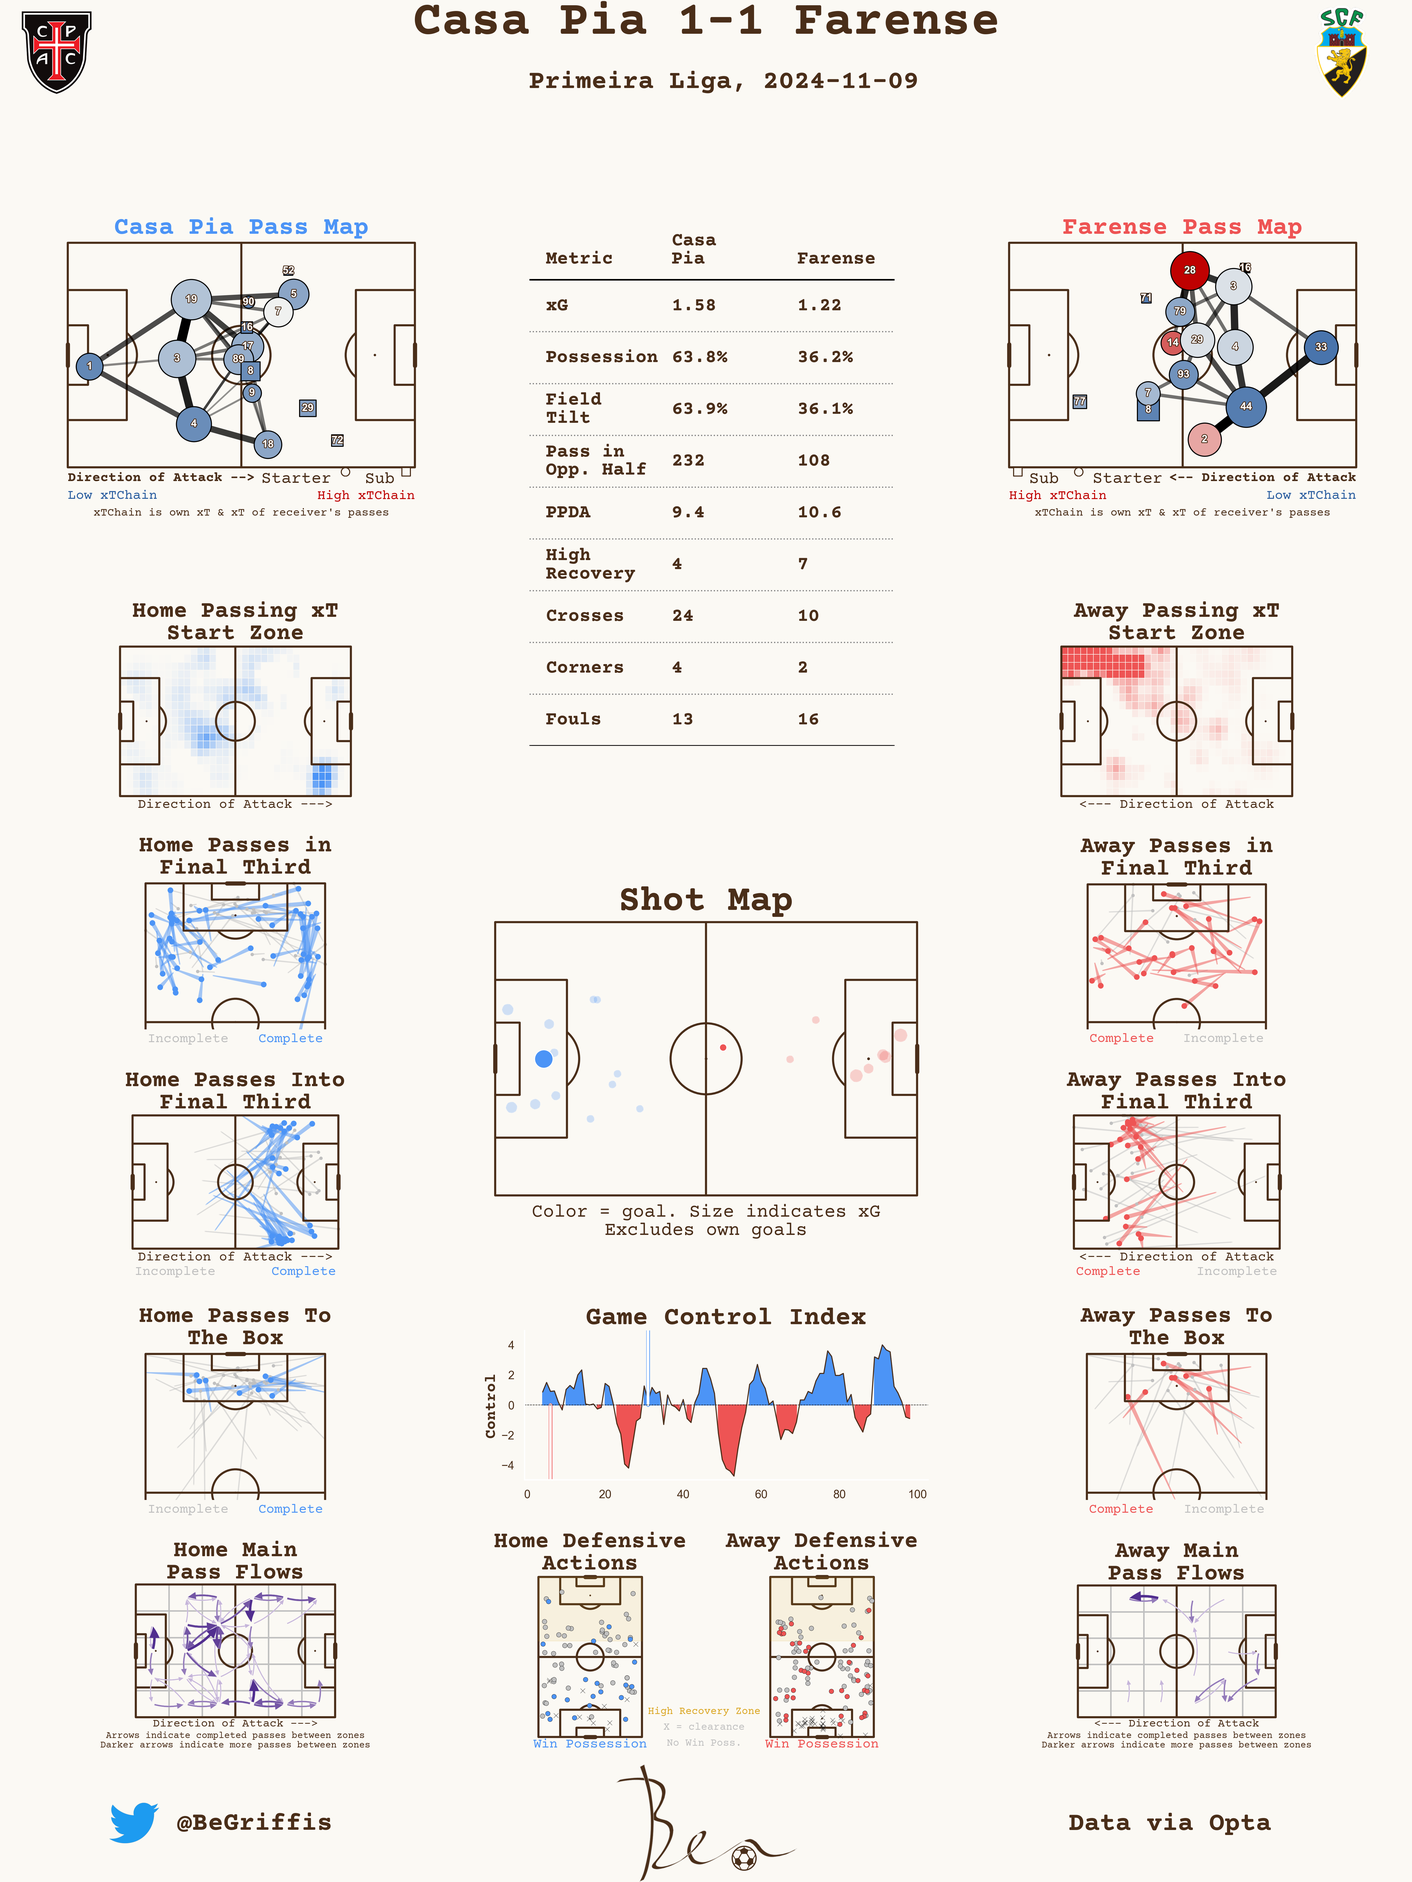 Casa Pia 1-1 Farense
Primeira Liga, 2024-11-09
C P
A C
SCF
Casa Pia Pass Map
52
19
5
90
7
16
17
3
89
1
8
9
29
4
18
72
Direction of Attack --> Starter Sub
Low xTChain High xTChain
xTChain is own xT & xT of receiver's passes
Metric Casa Pia Farense
xG 1.58 1.22
Possession 63.8% 36.2%
Field Tilt 63.9% 36.1%
Pass in Opp. Half 232 108
PPDA 9.4 10.6
High Recovery 4 7
Crosses 24 10
Corners 4 2
Fouls 13 16
Farense Pass Map
28
16
3
71
79
14
29
4
33
93
7
77
8
44
2
Sub Starter <-- Direction of Attack
High xTChain Low xTChain
xTChain is own xT & xT of receiver's passes
Home Passing xT
Start Zone
Direction of Attack --->
Away Passing xT
Start Zone
<--- Direction of Attack
Home Passes in
Final Third
Incomplete Complete
Away Passes in
Final Third
Complete Incomplete
Shot Map
Color = goal. Size indicates xG
Excludes own goals
Home Passes Into
Final Third
Direction of Attack --->
Incomplete Complete
Away Passes Into
Final Third
<--- Direction of Attack
Complete Incomplete
Home Passes To
The Box
Incomplete Complete
Game Control Index
Control
4
2
0
−2
−4
0 20 40 60 80 100
Away Passes To
The Box
Complete Incomplete
Home Main
Pass Flows
Direction of Attack --->
Arrows indicate completed passes between zones
Darker arrows indicate more passes between zones
Home Defensive
Actions
Win Possession
High Recovery Zone
X = clearance
No Win Poss.
Away Defensive
Actions
Win Possession
Away Main
Pass Flows
<--- Direction of Attack
Arrows indicate completed passes between zones
Darker arrows indicate more passes between zones
@BeGriffis
Ben
Data via Opta